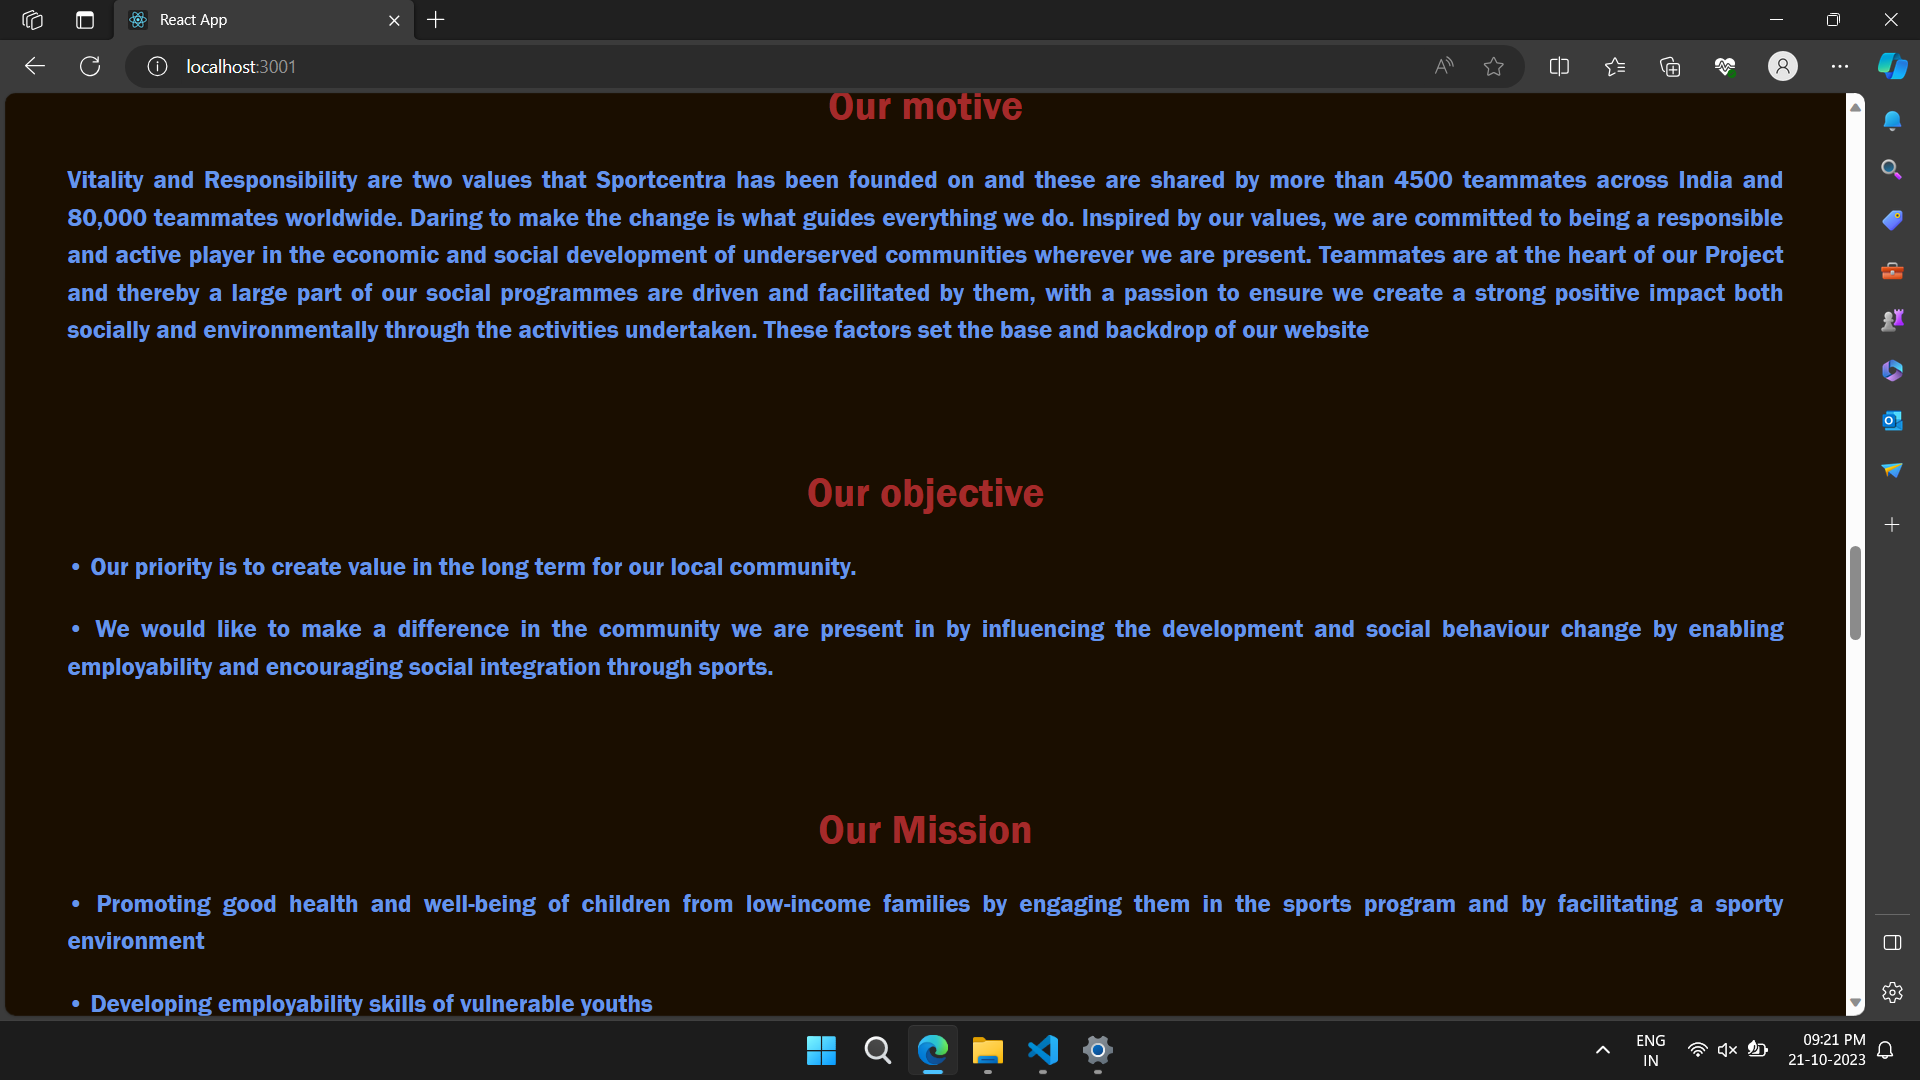 React App
localhost:3001
Our motive
Vitality and Responsibility are two values that Sportcentra has been founded on and these are shared by more than 4500 teammates across India and
80,000 teammates worldwide. Daring to make the change is what guides everything we do. Inspired by our values, we are committed to being a responsible
and active player in the economic and social development of underserved communities wherever we are present. Teammates are at the heart of our Project
and thereby a large part of our social programmes are driven and facilitated by them, with a passion to ensure we create a strong positive impact both
socially and environmentally through the activities undertaken. These factors set the base and backdrop of our website
Our objective
• Our priority is to create value in the long term for our local community.
• We would like to make a difference in the community we are present in by influencing the development and social behaviour change by enabling
employability and encouraging social integration through sports.
Our Mission
• Promoting good health and well-being of children from low-income families by engaging them in the sports program and by facilitating a sporty
environment
• Developing employability skills of vulnerable youths
ENG
IN
09:21 PM
21-10-2023